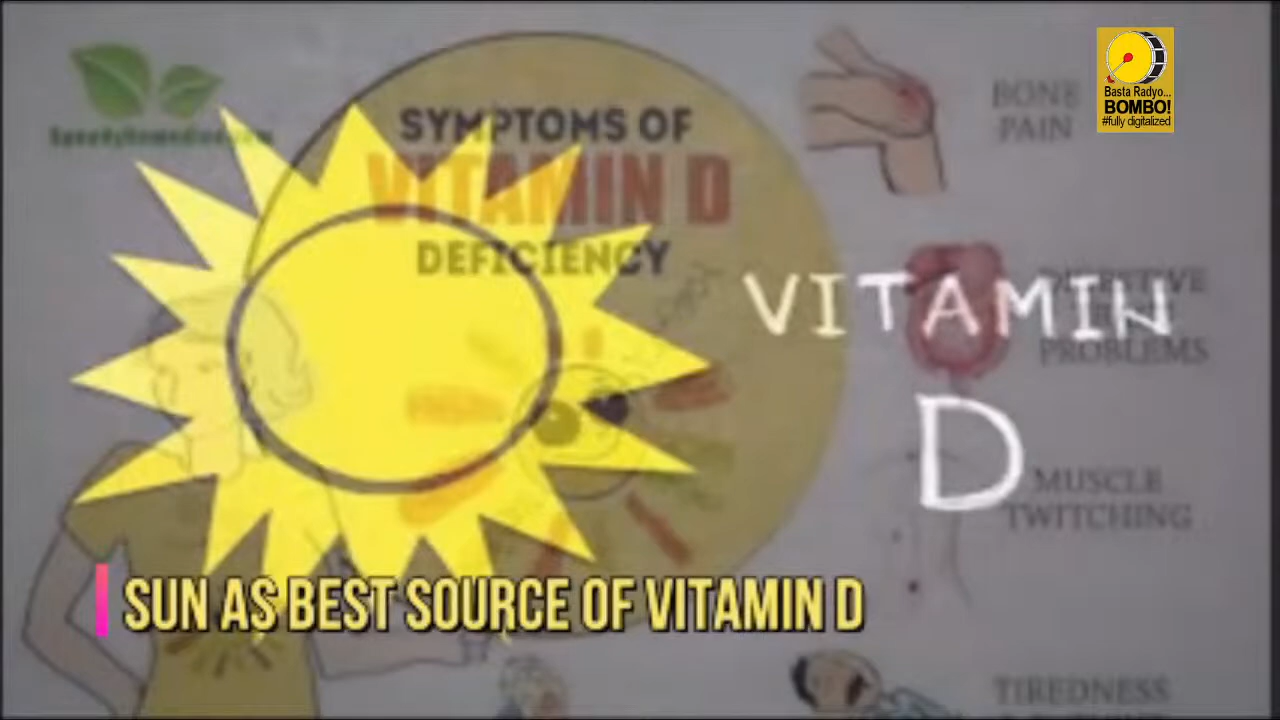 Basta Radyo...
BOMBO!
#fully digitalized
SYMPTOMS OF
VITAMIN D
DEFICIENCY
BONE
PAIN
VITAMIN
D
DIGESTIVE
PROBLEMS
MUSCLE
TWITCHING
SUN AS BEST SOURCE OF VITAMIN D
TIREDNESS